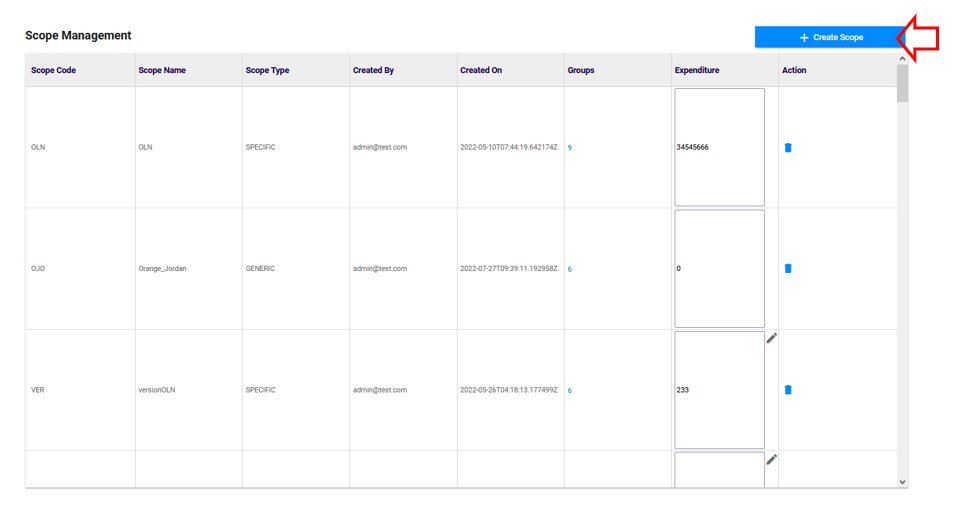 Scope Management
+ Create Scope
Scope Code Scope Name Scope Type Created By Created On Groups Expenditure Action
OLN OLN SPECIFIC admin@test.com 2022-05-10T07:44:19.642174Z 9 34545666
OJO Orange_Jordan GENERIC admin@test.com 2022-07-27T09:39:11.192958Z 6 0
VER versionOLN SPECIFIC admin@test.com 2022-05-26T04:18:13.177499Z 6 233